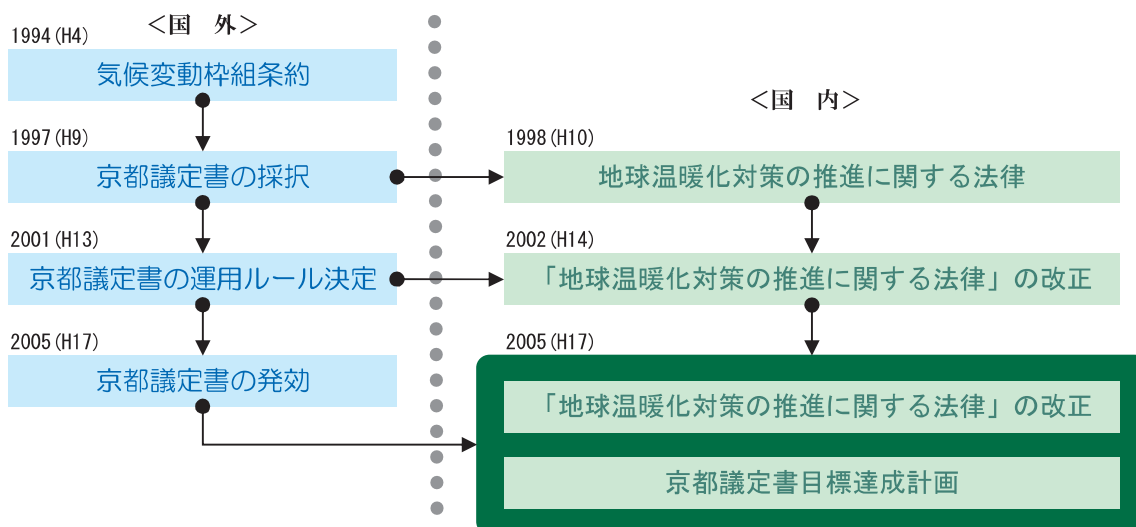 ＜国　外＞
1994(H4)
気候変動枠組条約
1997(H9)
京都議定書の採択
2001(H13)
京都議定書の運用ルール決定
2005(H17)
京都議定書の発効
＜国　内＞
1998(H10)
地球温暖化対策の推進に関する法律
2002(H14)
「地球温暖化対策の推進に関する法律」の改正
2005(H17)
「地球温暖化対策の推進に関する法律」の改正
京都議定書目標達成計画